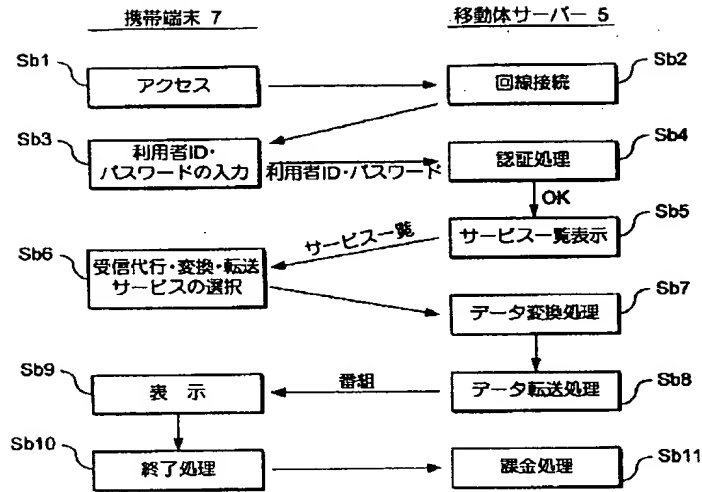 携帯端末 7
移動体サーバー 5
Sb1
アクセス
回線接続
Sb2
Sb3
利用者ID・
パスワードの入力
利用者ID・パスワード
認証処理
Sb4
OK
サービス一覧
サービス一覧表示
Sb5
Sb6
受信代行・変換・転送
サービスの選択
データ変換処理
Sb7
Sb9
表 示
番組
データ転送処理
Sb8
Sb10
終了処理
課金処理
Sb11